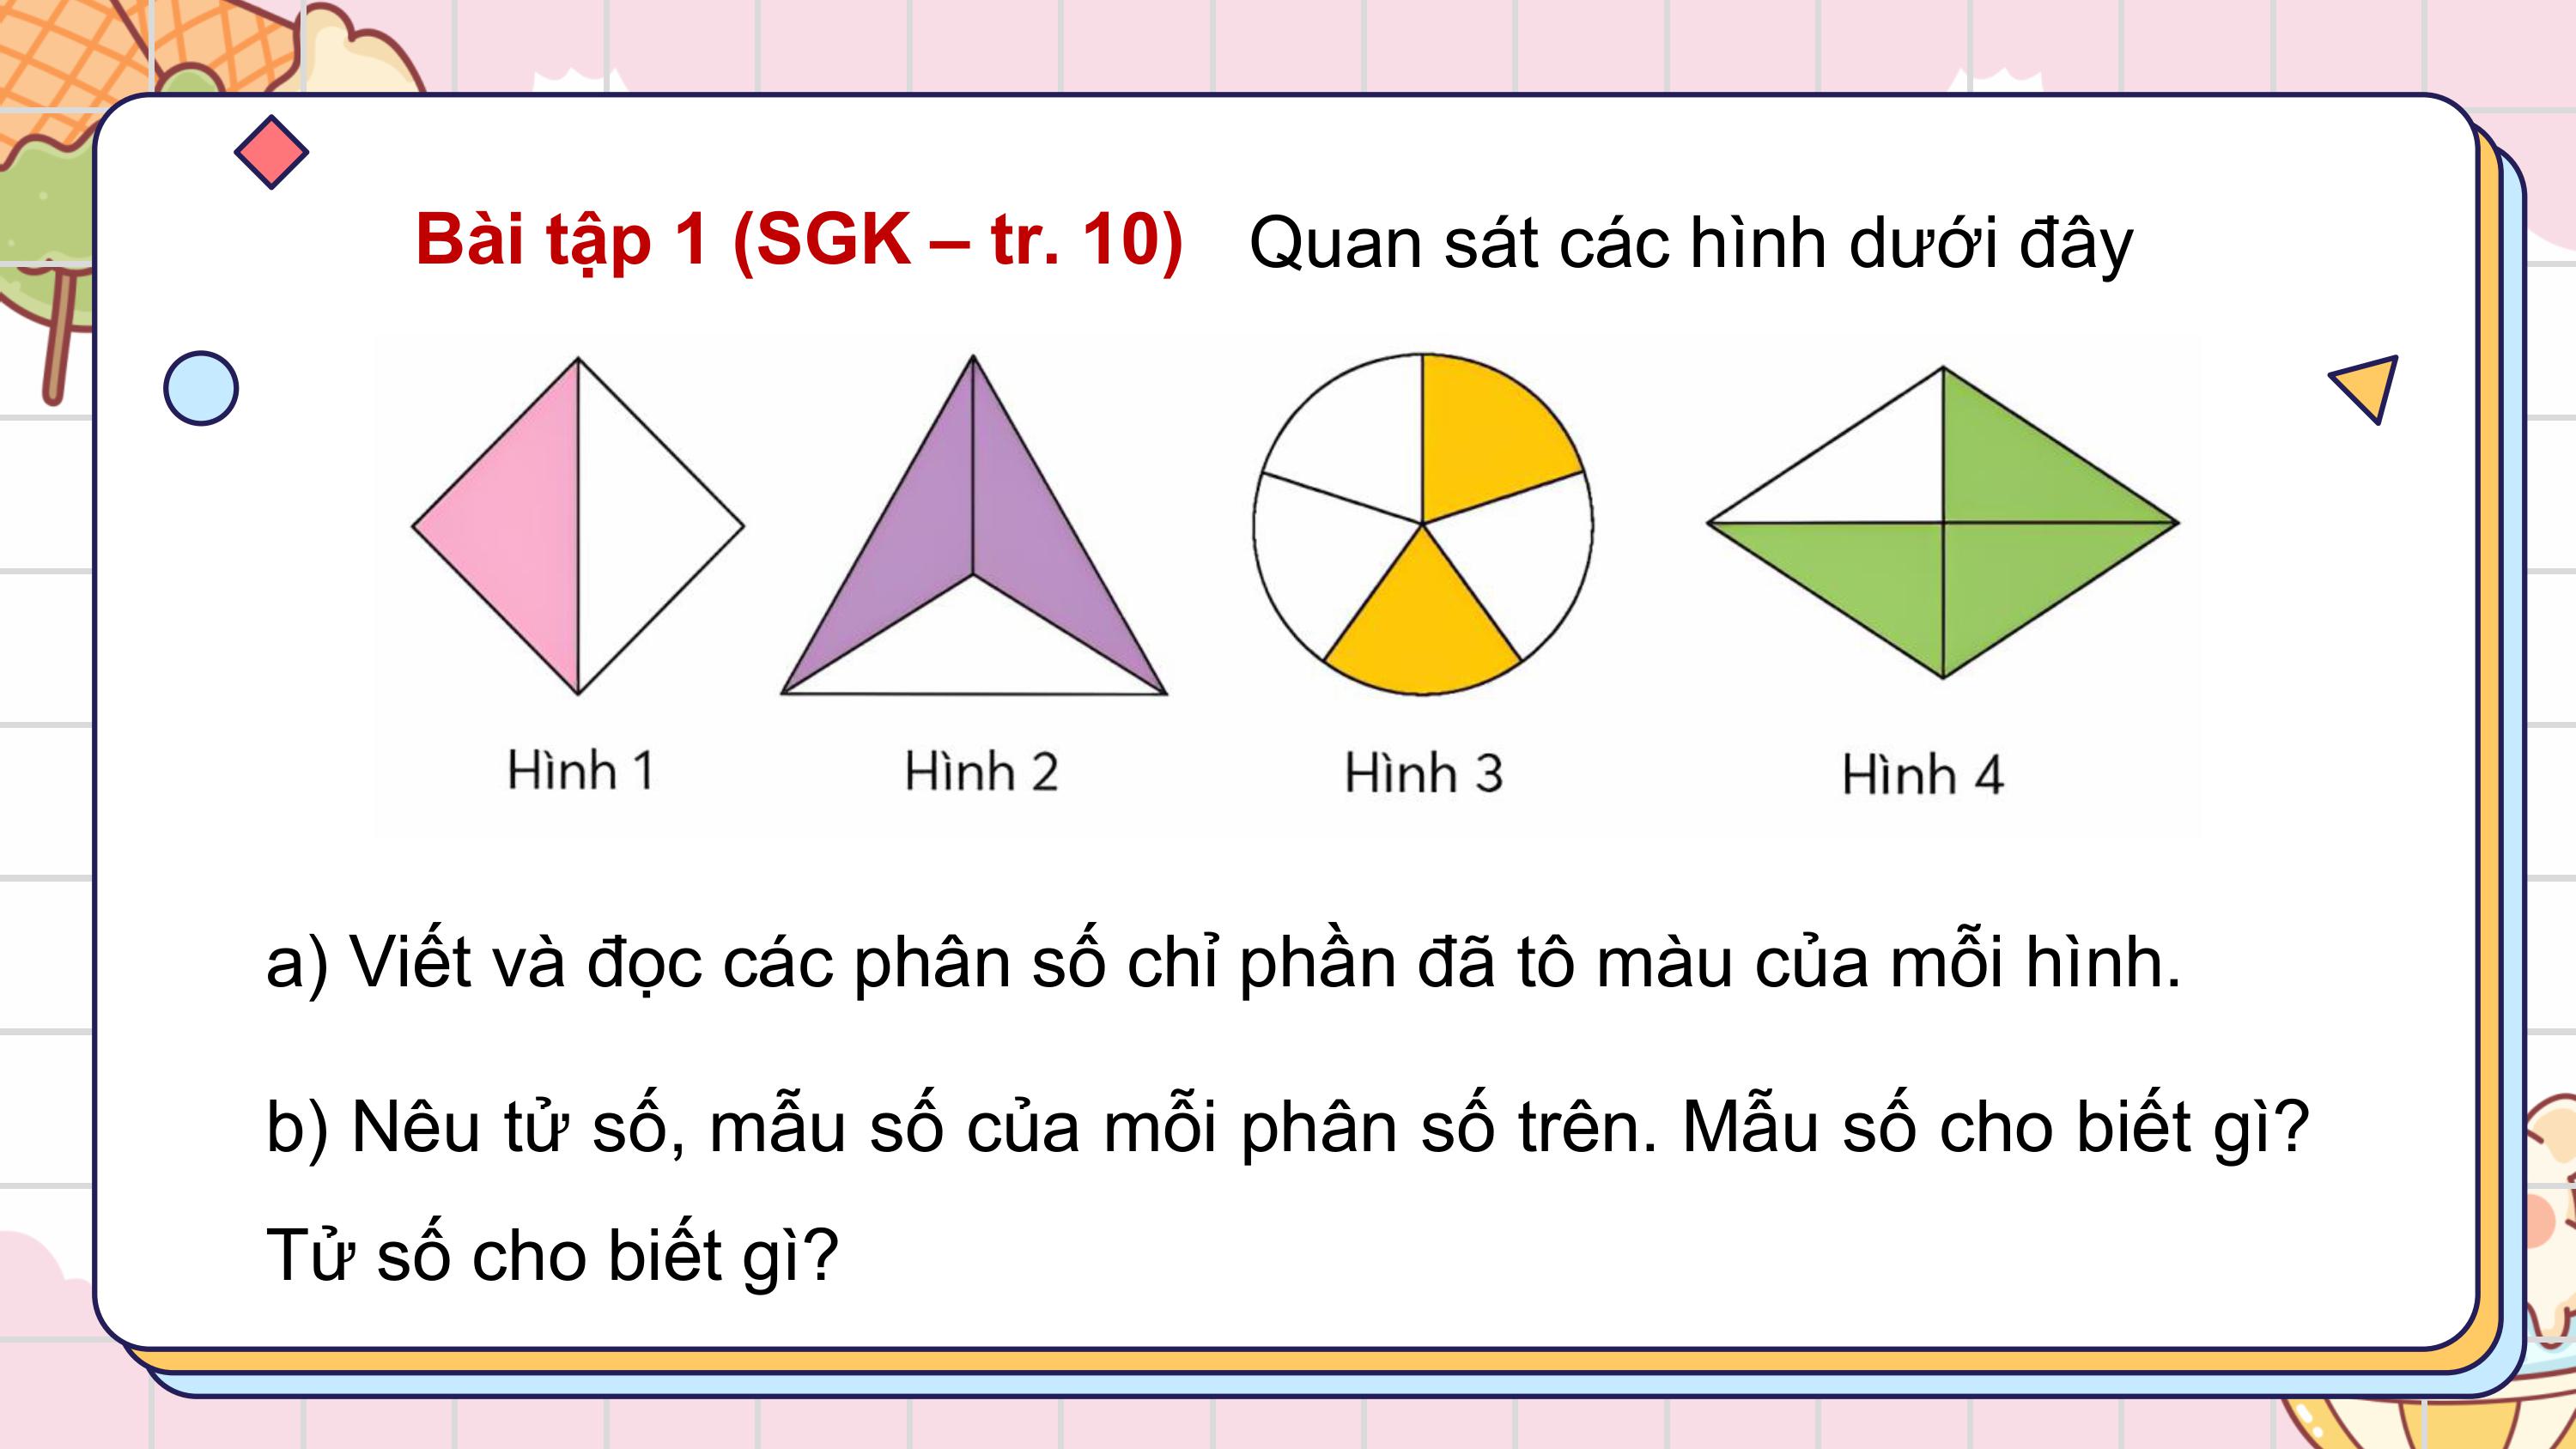 Bài tập 1 (SGK – tr. 10) Quan sát các hình dưới đây
Hình 1 Hình 2 Hình 3 Hình 4
a) Viết và đọc các phân số chỉ phần đã tô màu của mỗi hình.
b) Nêu tử số, mẫu số của mỗi phân số trên. Mẫu số cho biết gì?
Tử số cho biết gì?